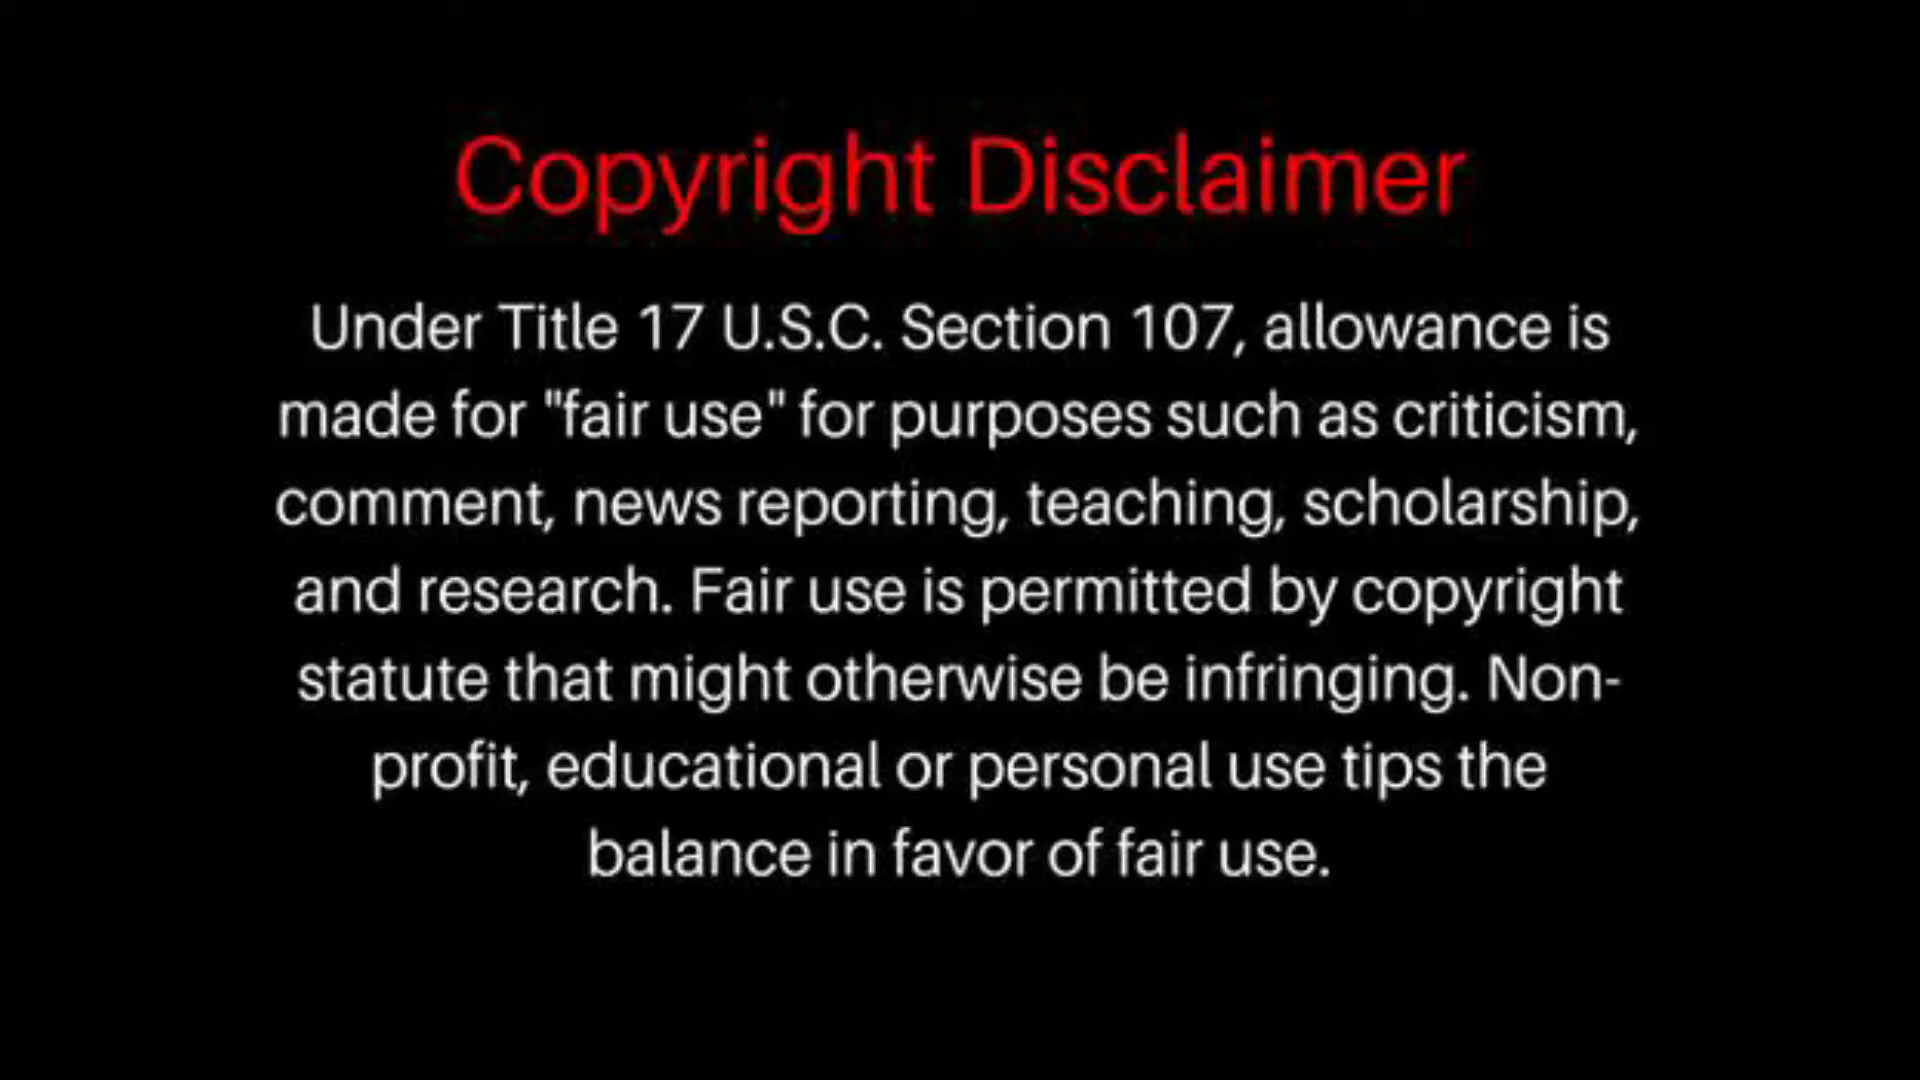 Copyright Disclaimer
Under Title 17 U.S.C. Section 107, allowance is
made for "fair use" for purposes such as criticism,
comment, news reporting, teaching, scholarship,
and research. Fair use is permitted by copyright
statute that might otherwise be infringing. Non-
profit, educational or personal use tips the
balance in favor of fair use.